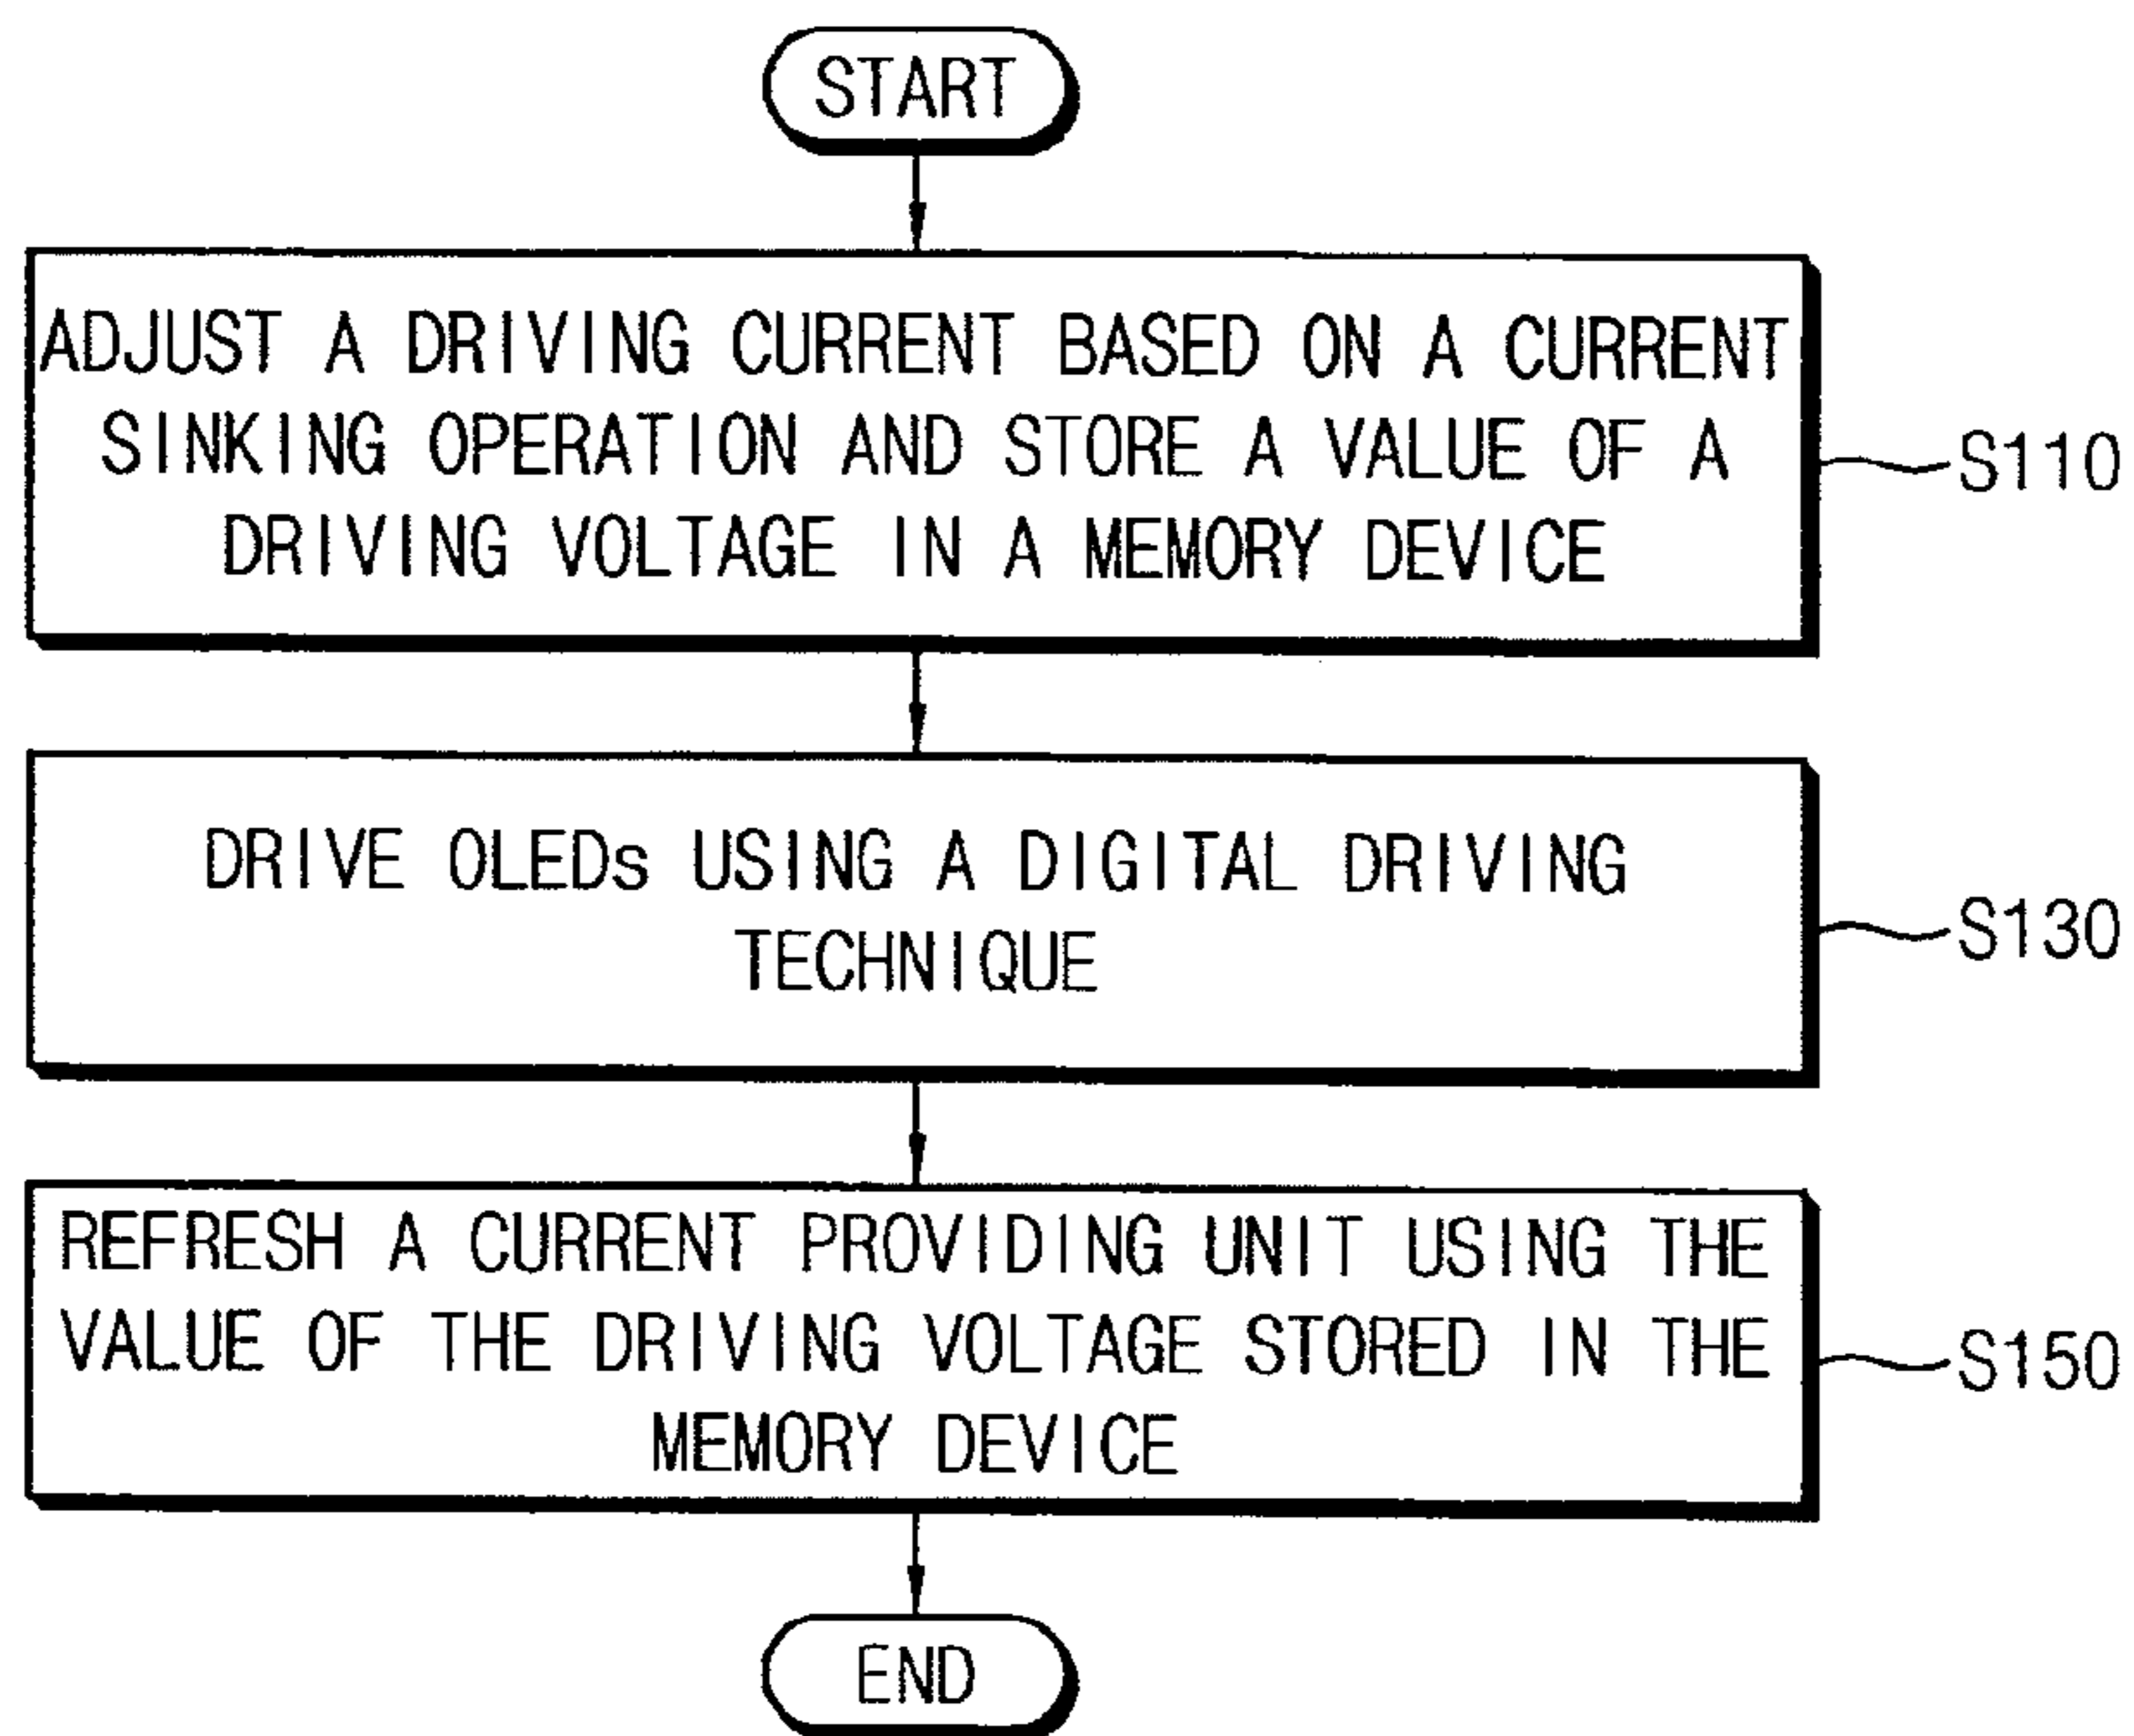 START
ADJUST A DRIVING CURRENT BASED ON A CURRENT
SINKING OPERATION AND STORE A VALUE OF A
DRIVING VOLTAGE IN A MEMORY DEVICE
S110
DRIVE OLEDs USING A DIGITAL DRIVING
TECHNIQUE
S130
REFRESH A CURRENT PROVIDING UNIT USING THE
VALUE OF THE DRIVING VOLTAGE STORED IN THE
MEMORY DEVICE
S150
END